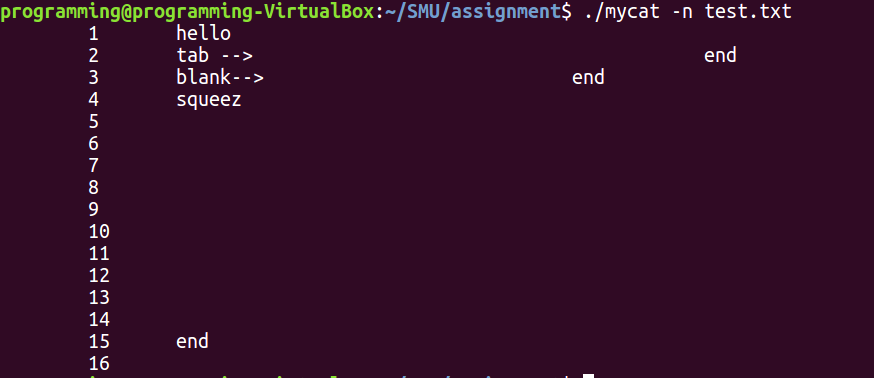 programming@programming-VirtualBox:~/SMU/assignment$ ./mycat -n test.txt
1 hello
2 tab --> end
3 blank--> end
4 squeez
5
6
7
8
9
10
11
12
13
14
15 end
16